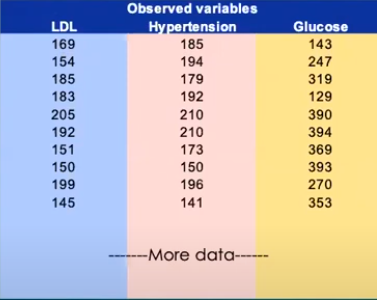 Observed variables
LDL Hypertension Glucose
169 185 143
154 194 247
185 179 319
183 192 129
205 210 390
192 210 394
151 173 369
150 150 393
199 196 270
145 141 353
-------More data------